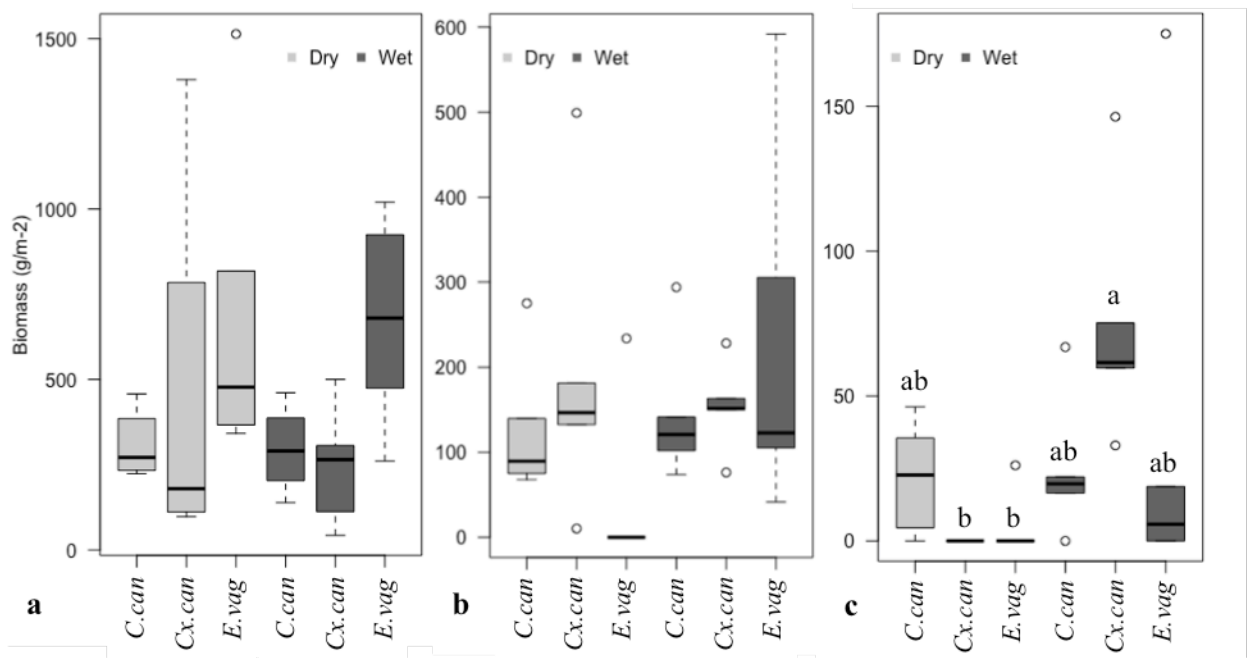 Biomass (g/m-2)
1500
1000
500
0
Dry Wet
C.can
Cx.can
E.vag
C.can
Cx.can
E.vag
a
600
500
400
300
200
100
0
Dry Wet
C.can
Cx.can
E.vag
C.can
Cx.can
E.vag
b
150
100
50
0
Dry Wet
ab
b
b
ab
a
ab
C.can
Cx.can
E.vag
C.can
Cx.can
E.vag
c